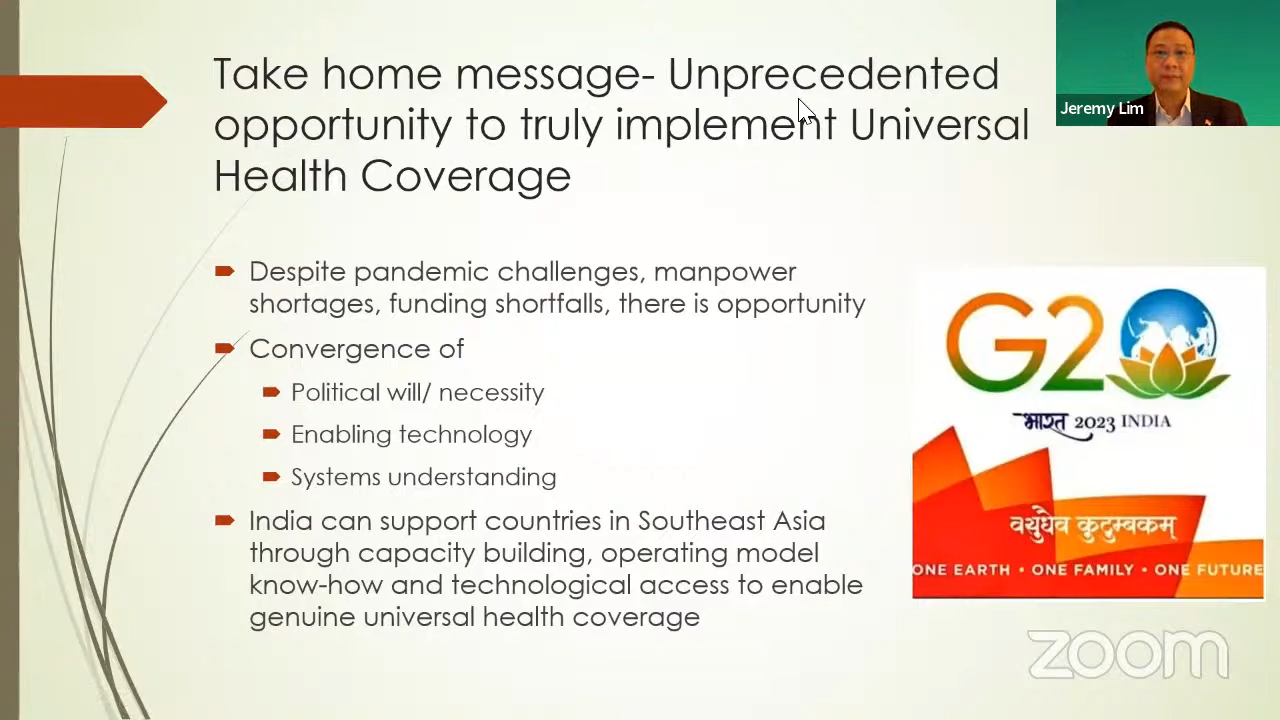 Take home message- Unprecedented
opportunity to truly implement Universal
Health Coverage
Jeremy Lim
Despite pandemic challenges, manpower
shortages, funding shortfalls, there is opportunity
Convergence of
Political will/ necessity
Enabling technology
Systems understanding
India can support countries in Southeast Asia
through capacity building, operating model
know-how and technological access to enable
genuine universal health coverage
G20
भारत 2023 INDIA
वसुधैव कुटुम्बकम्
ONE EARTH • ONE FAMILY • ONE FUTURE
zoom